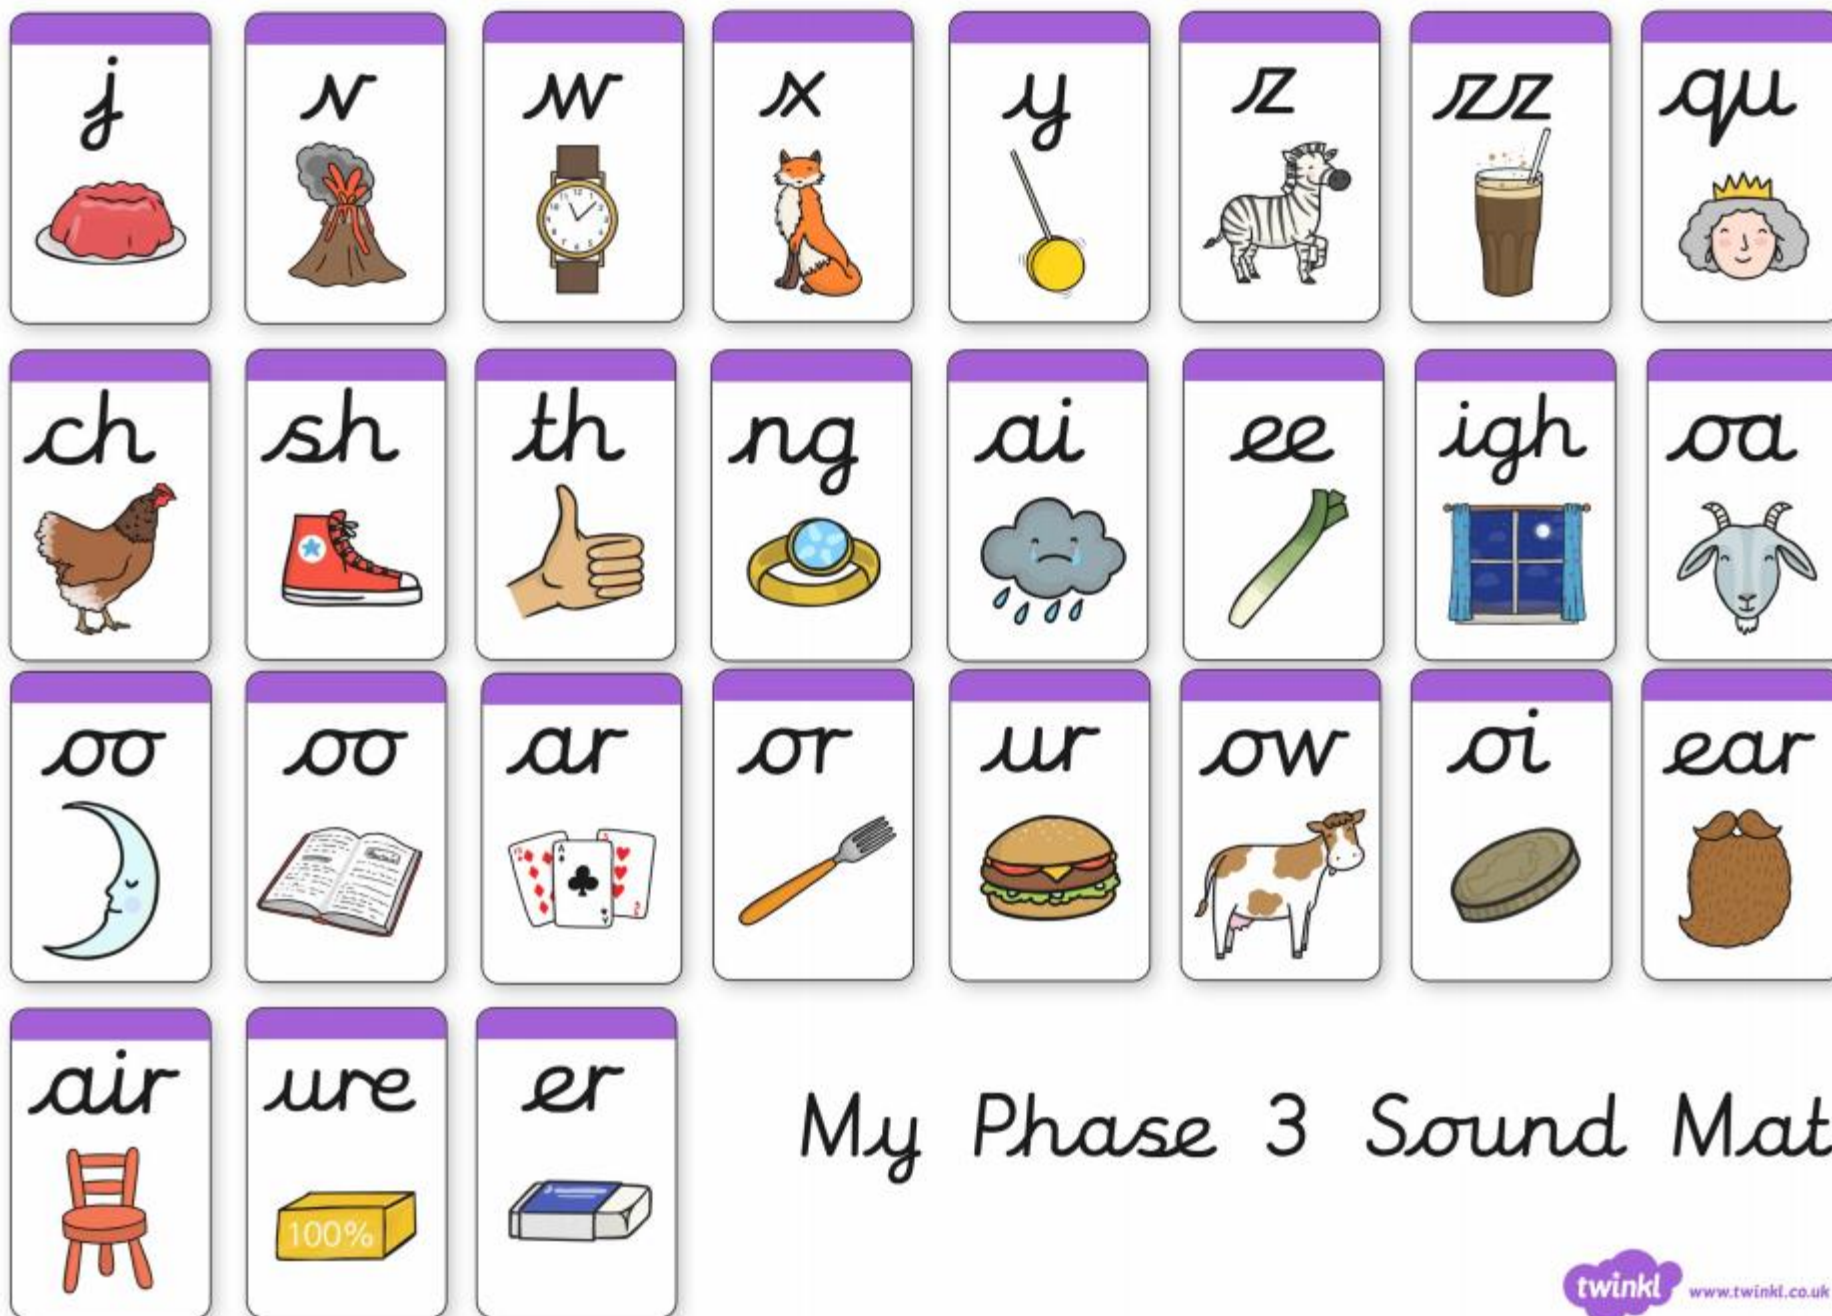 j v w x y z zz qu
ch sh th ng ai ee igh oa
oo oo ar or ur ow oi ear
air ure er
100%
My Phase 3 Sound Mat
twinkl www.twinkl.co.uk